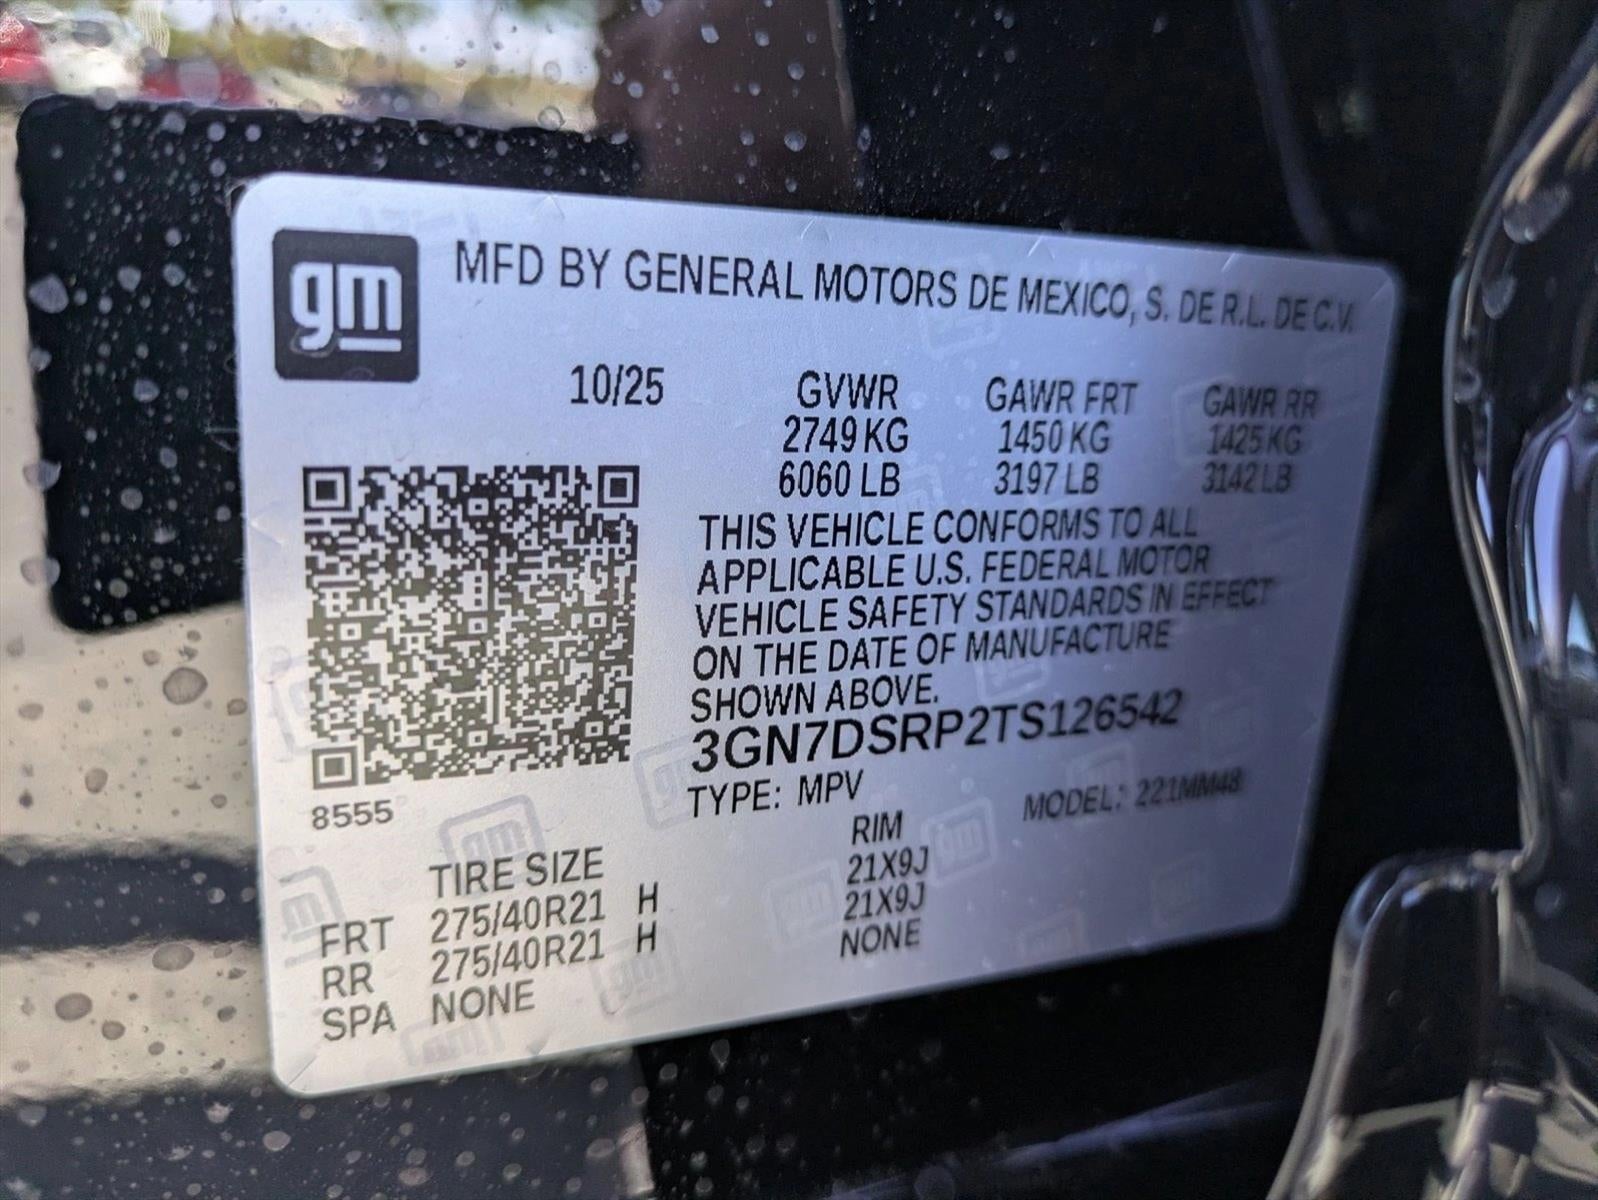 gm
MFD BY GENERAL MOTORS DE MEXICO, S. DE R.L. DE C.V.
10/25 GVWR GAWR FRT GAWR RR
2749 KG 1450 KG 1425 KG
6060 LB 3197 LB 3142 LB
THIS VEHICLE CONFORMS TO ALL
APPLICABLE U.S. FEDERAL MOTOR
VEHICLE SAFETY STANDARDS IN EFFECT
ON THE DATE OF MANUFACTURE
SHOWN ABOVE.
3GN7DSRP2TS126542
TYPE: MPV MODEL: 221MM48
8555
TIRE SIZE RIM
FRT 275/40R21 H 21X9J
RR 275/40R21 H 21X9J
SPA NONE NONE